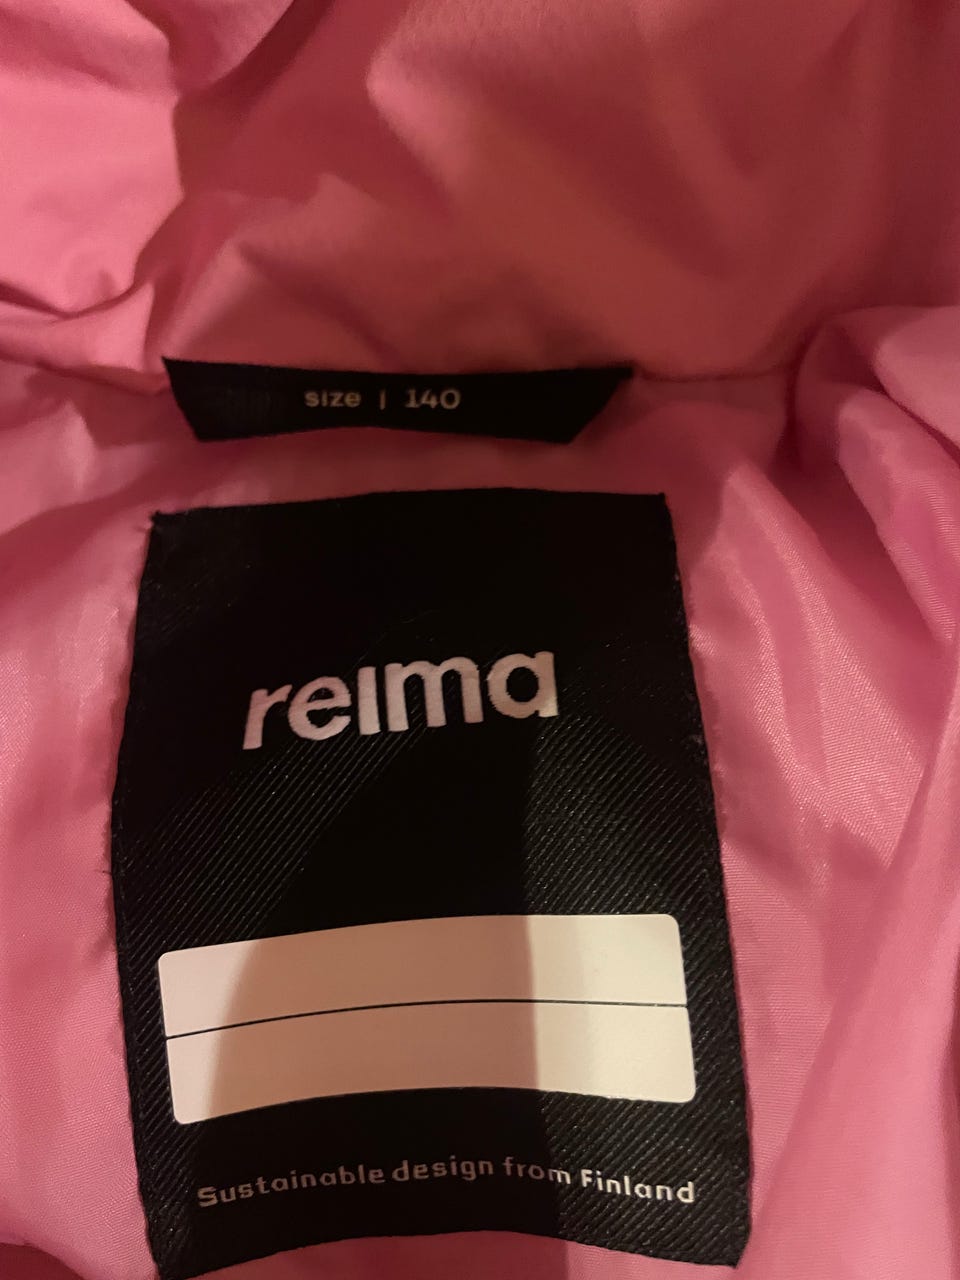 size | 140
reima
Sustainable design from Finland